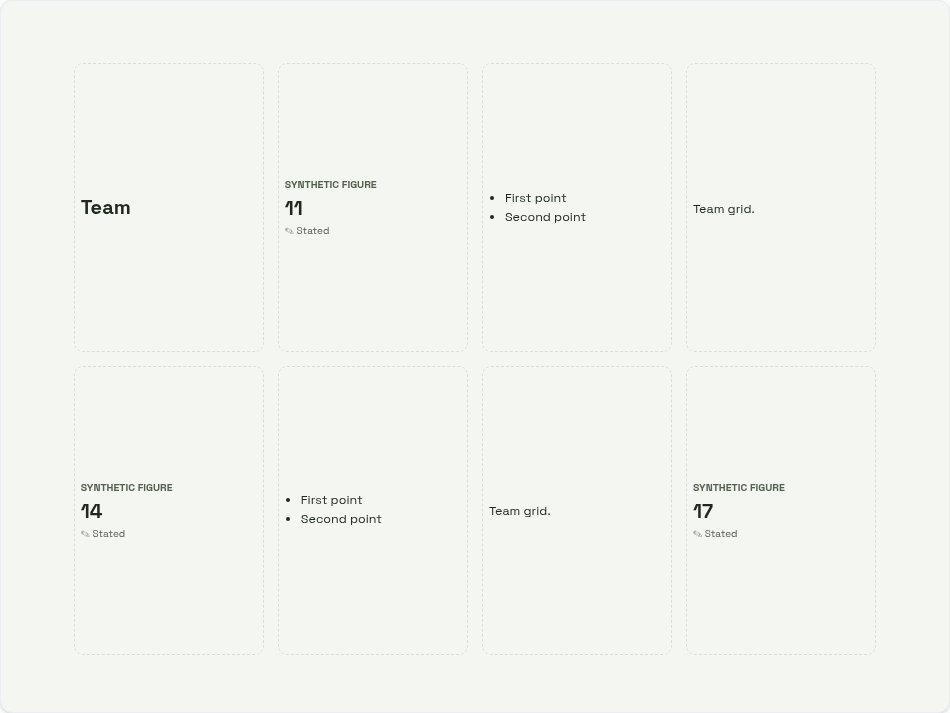 Team
SYNTHETIC FIGURE
11
✎ Stated
• First point
• Second point
Team grid.
SYNTHETIC FIGURE
14
✎ Stated
• First point
• Second point
Team grid.
SYNTHETIC FIGURE
17
✎ Stated